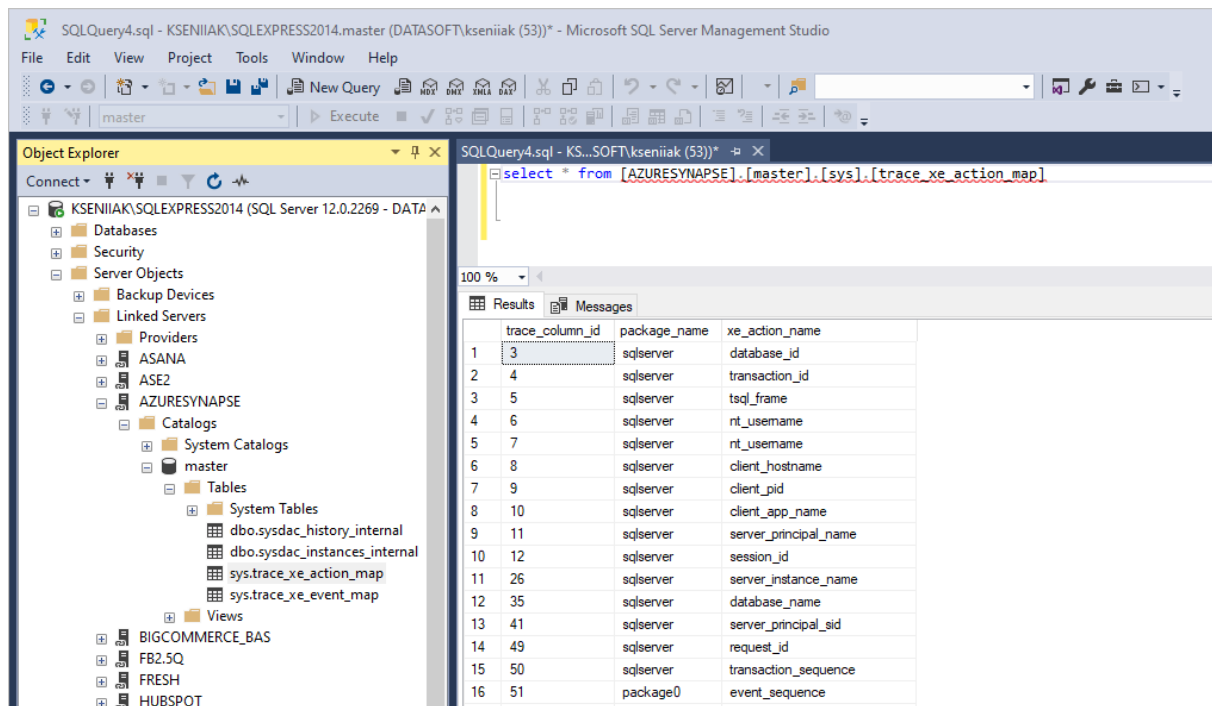 SQLQuery4.sql - KSENIIAK\SQLEXPRESS2014.master (DATASOFT\kseniiak (53))* - Microsoft SQL Server Management Studio
File Edit View Project Tools Window Help
New Query MDX DMX XMLA DAX
master Execute
Object Explorer
Connect
KSENIIAK\SQLEXPRESS2014 (SQL Server 12.0.2269 - DATA
Databases
Security
Server Objects
Backup Devices
Linked Servers
Providers
ASANA
ASE2
AZURESYNAPSE
Catalogs
System Catalogs
master
Tables
System Tables
dbo.sysdac_history_internal
dbo.sysdac_instances_internal
sys.trace_xe_action_map
sys.trace_xe_event_map
Views
BIGCOMMERCE_BAS
FB2.5Q
FRESH
HUBSPOT
SQLQuery4.sql - KS...SOFT\kseniiak (53))*
select * from [AZURESYNAPSE].[master].[sys].[trace_xe_action_map]
100 %
Results Messages
trace_column_id package_name xe_action_name
1 3 sqlserver database_id
2 4 sqlserver transaction_id
3 5 sqlserver tsql_frame
4 6 sqlserver nt_username
5 7 sqlserver nt_username
6 8 sqlserver client_hostname
7 9 sqlserver client_pid
8 10 sqlserver client_app_name
9 11 sqlserver server_principal_name
10 12 sqlserver session_id
11 26 sqlserver server_instance_name
12 35 sqlserver database_name
13 41 sqlserver server_principal_sid
14 49 sqlserver request_id
15 50 sqlserver transaction_sequence
16 51 package0 event_sequence